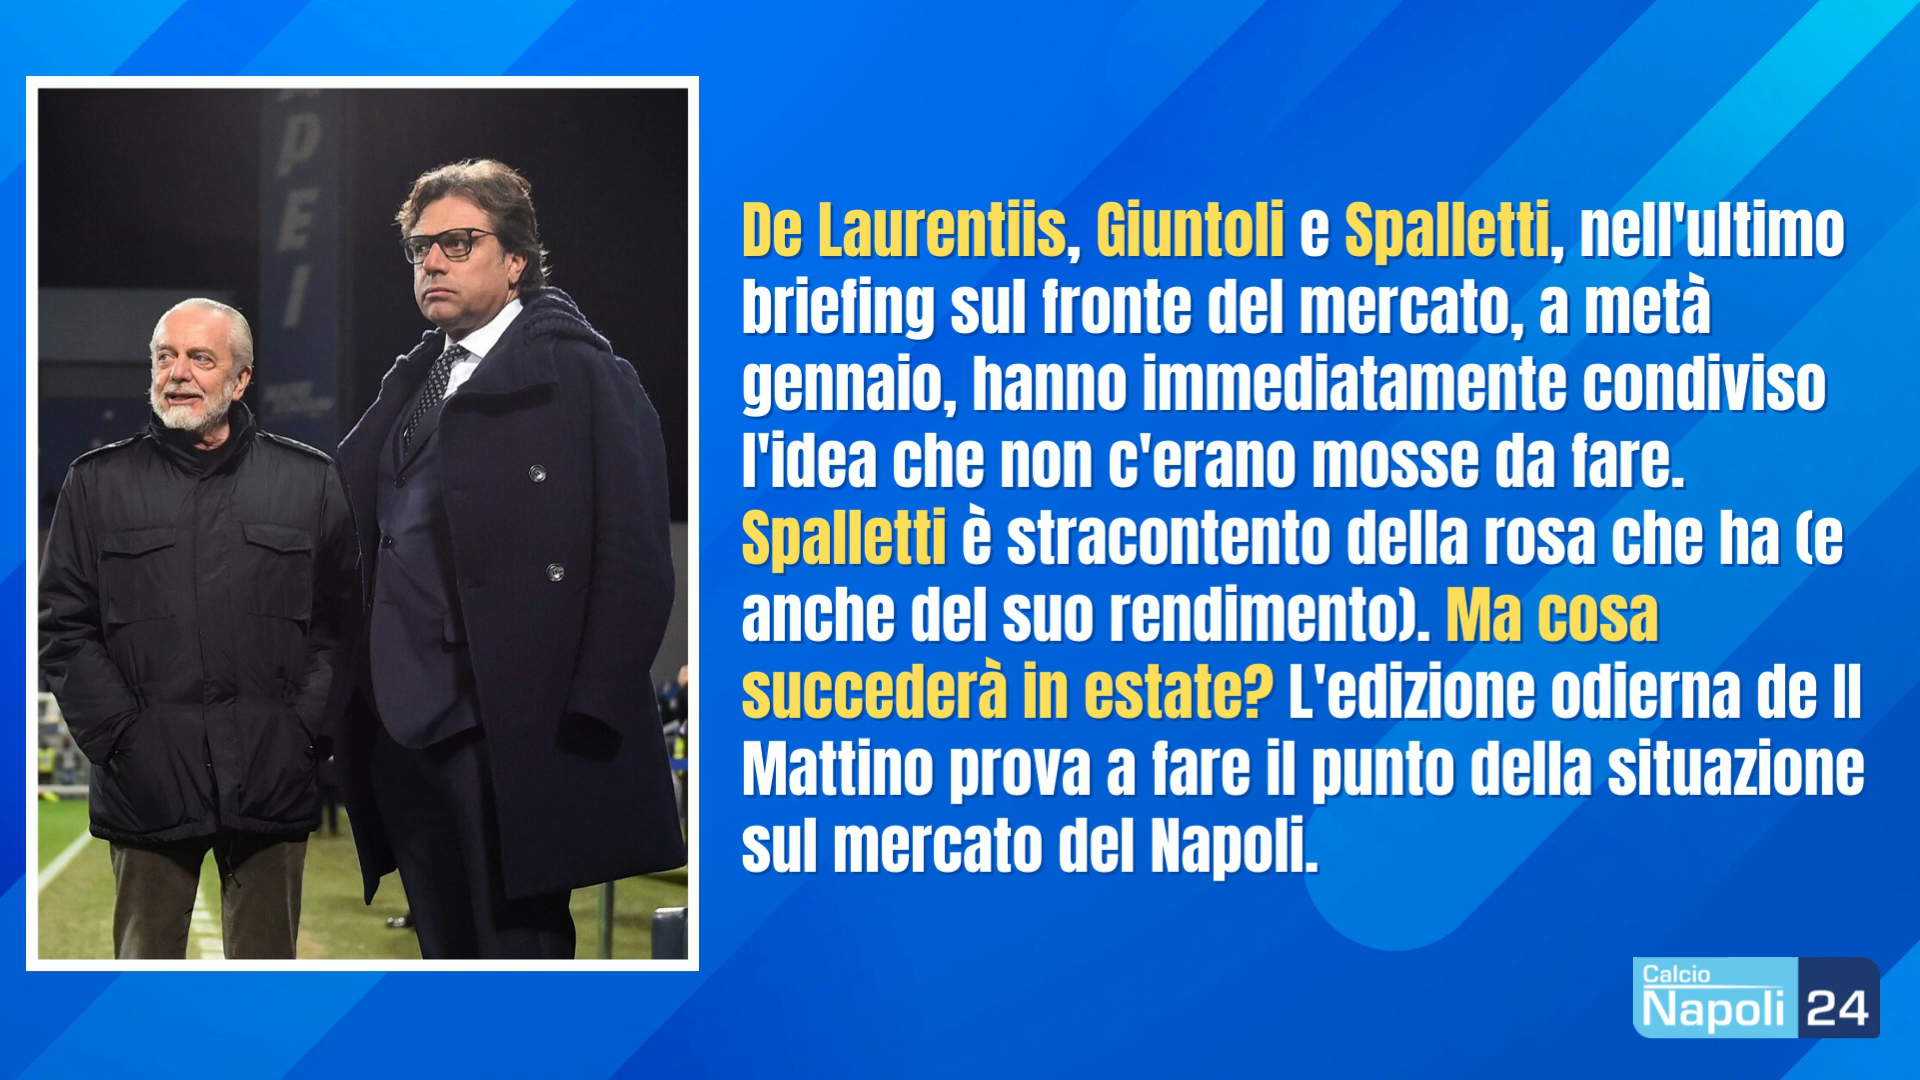 PEI
De Laurentiis, Giuntoli e Spalletti, nell'ultimo
briefing sul fronte del mercato, a metà
gennaio, hanno immediatamente condiviso
l'idea che non c'erano mosse da fare.
Spalletti è stracontento della rosa che ha (e
anche del suo rendimento). Ma cosa
succederà in estate? L'edizione odierna de Il
Mattino prova a fare il punto della situazione
sul mercato del Napoli.
Calcio
Napoli 24